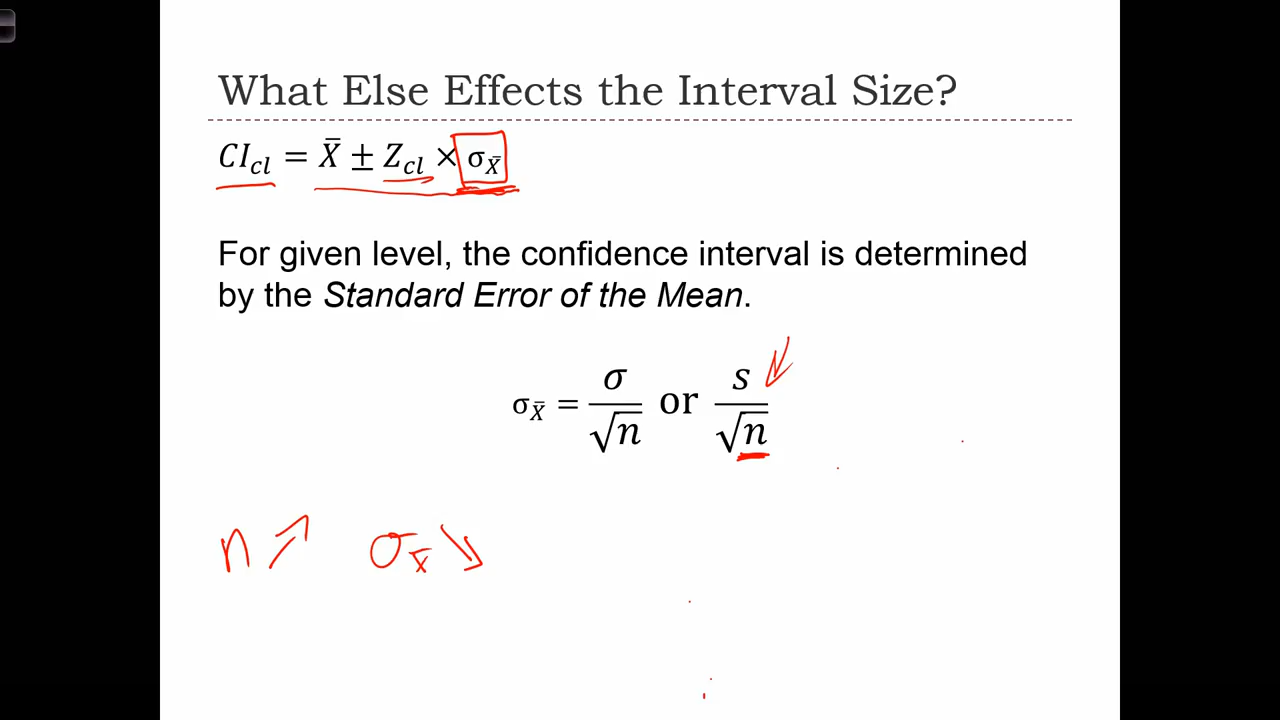 What Else Effects the Interval Size?
CI_cl = X̄ ± Z_cl × σ_X̄
For given level, the confidence interval is determined
by the Standard Error of the Mean.
σ_X̄ = σ/√n or s/√n
n ↗ σ_x̄ ↘